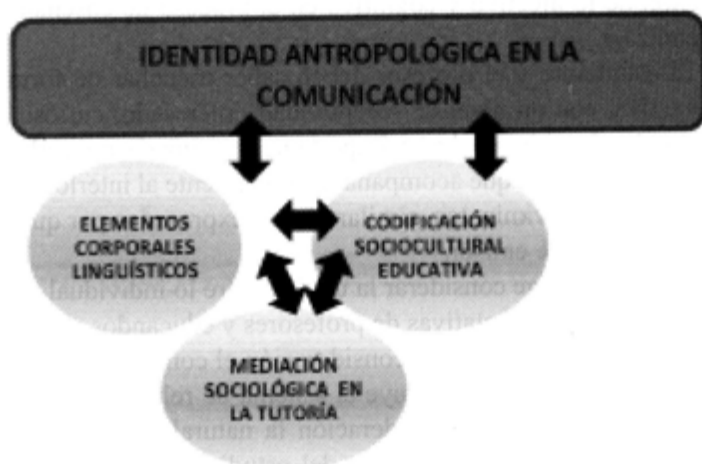 IDENTIDAD ANTROPOLÓGICA EN LA
COMUNICACIÓN
ELEMENTOS
CORPORALES
LINGUÍSTICOS
CODIFICACIÓN
SOCIOCULTURAL
EDUCATIVA
MEDIACIÓN
SOCIOLÓGICA EN
LA TUTORÍA